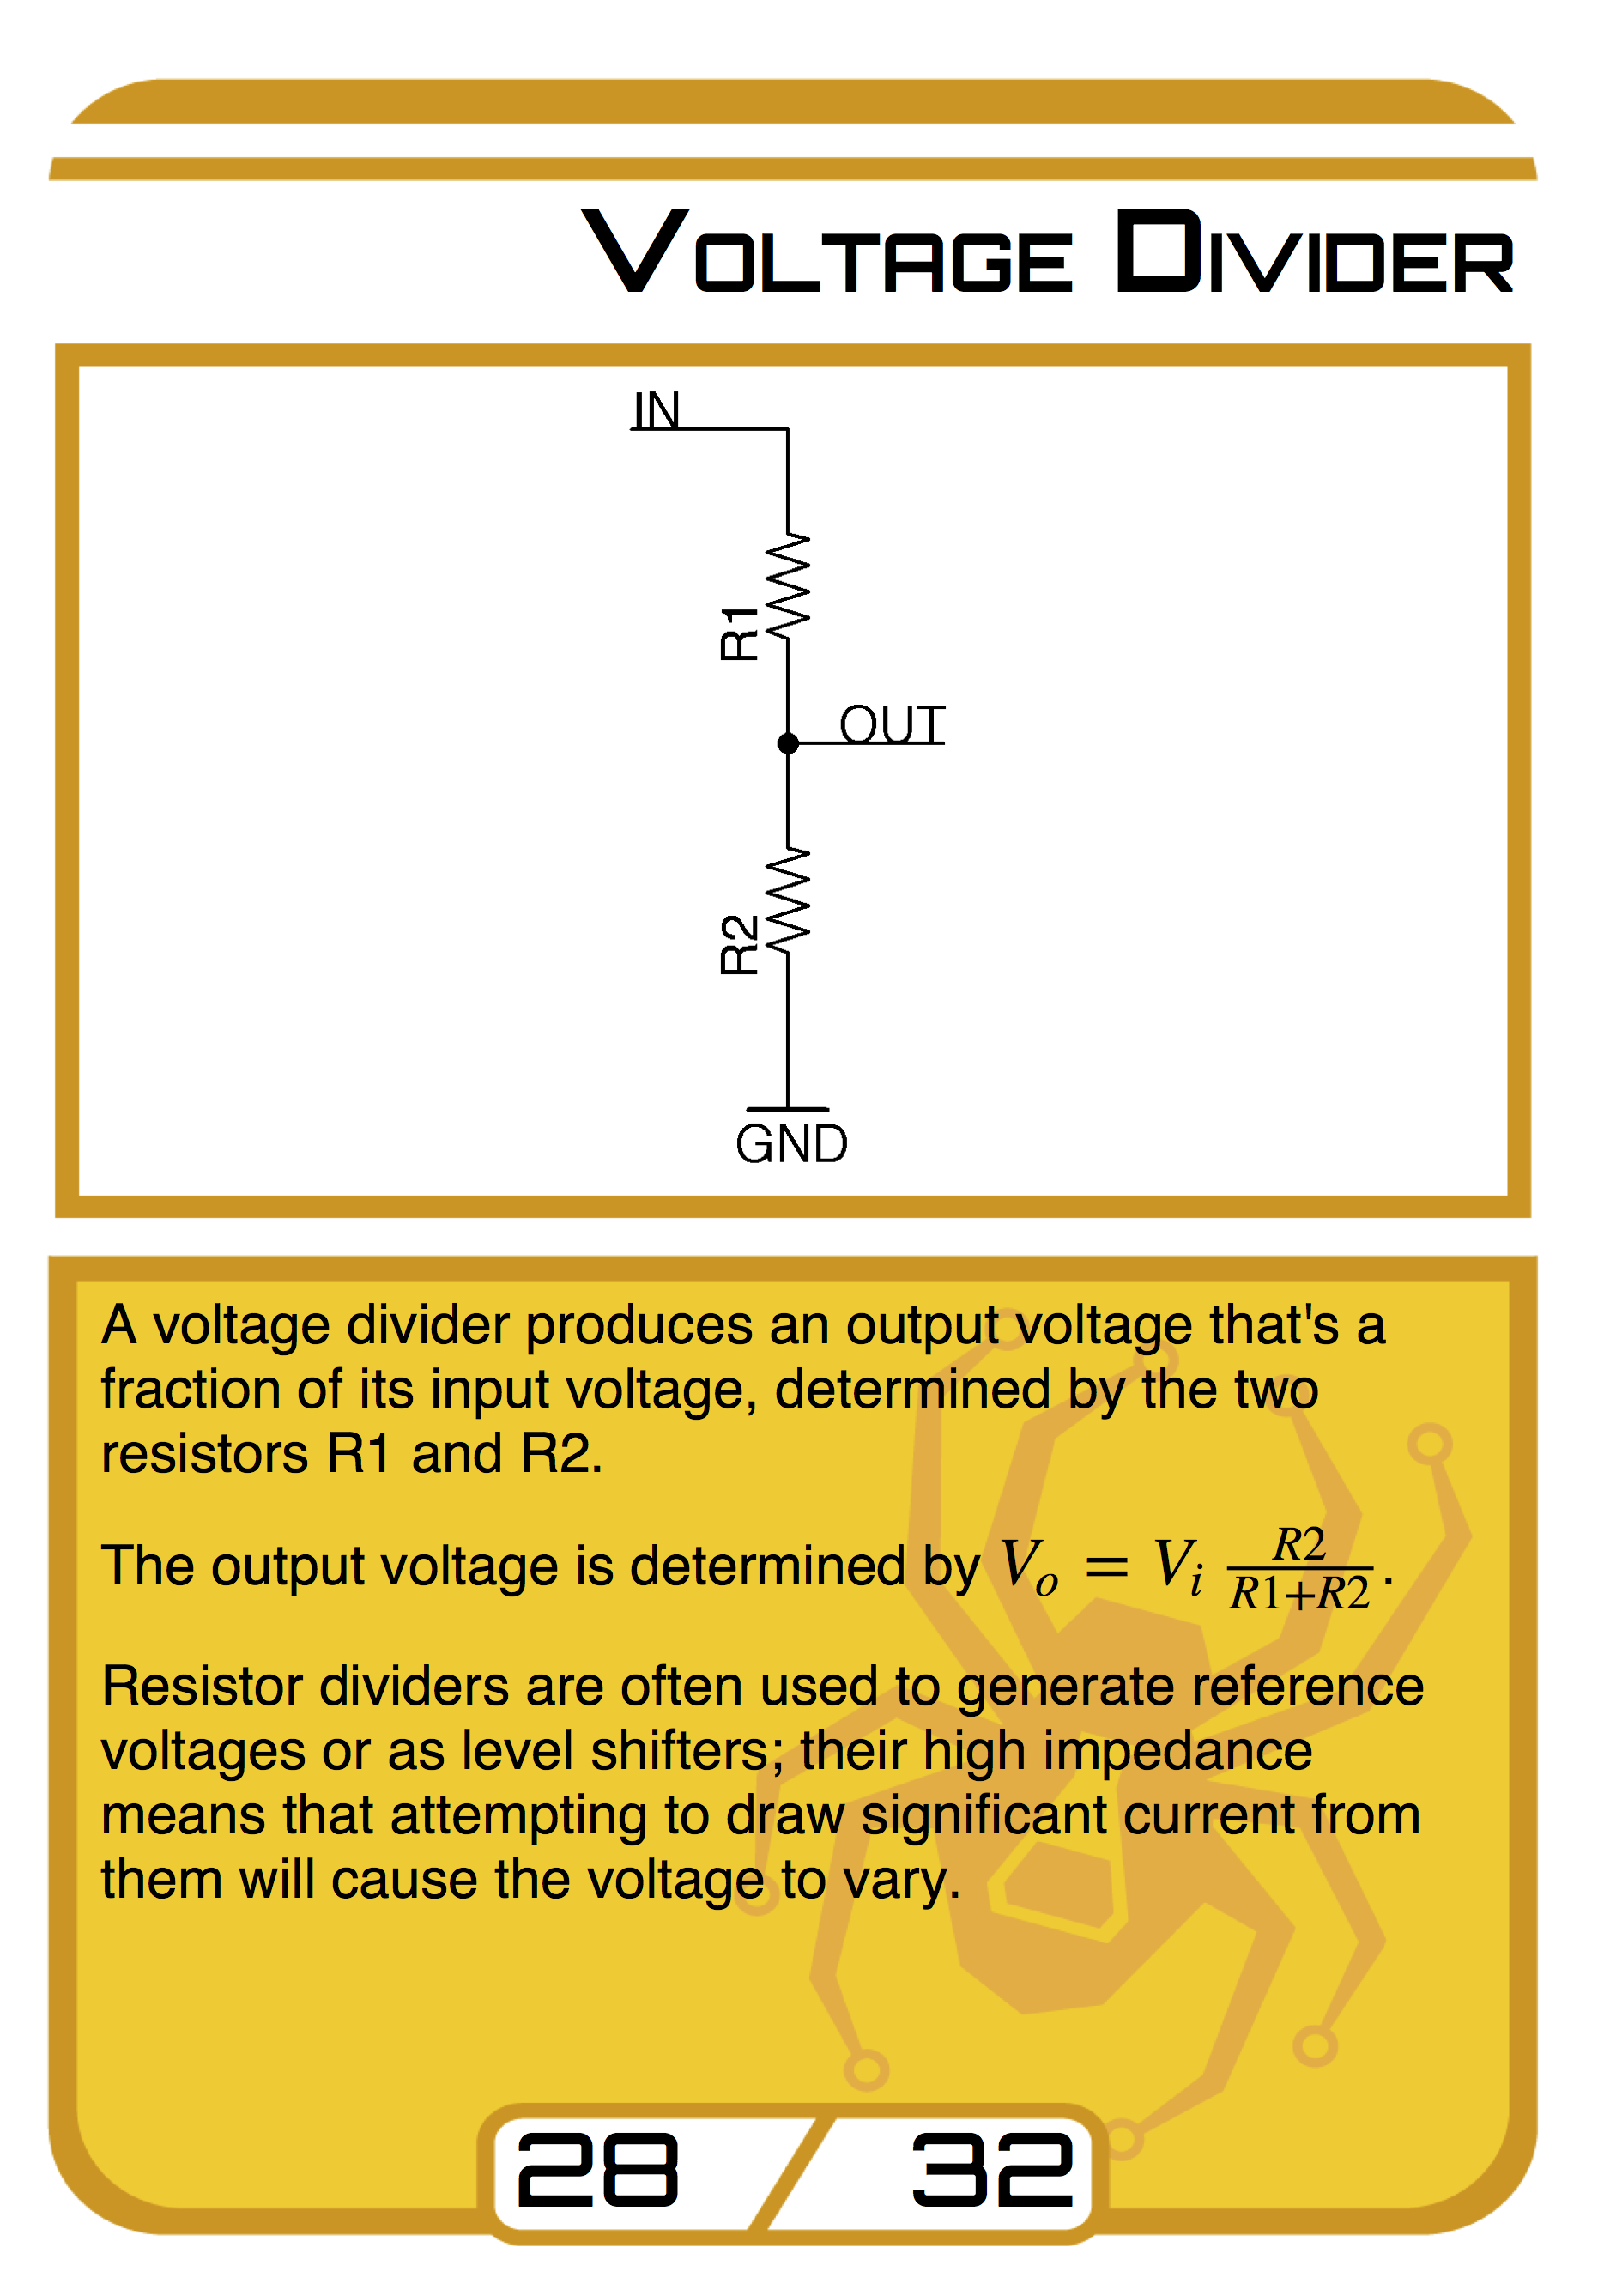 VOLTAGE DIVIDER
IN
R1
OUT
R2
GND
A voltage divider produces an output voltage that's a
fraction of its input voltage, determined by the two
resistors R1 and R2.
The output voltage is determined by Vo = Vi R2/(R1+R2).
Resistor dividers are often used to generate reference
voltages or as level shifters; their high impedance
means that attempting to draw significant current from
them will cause the voltage to vary.
28 / 32